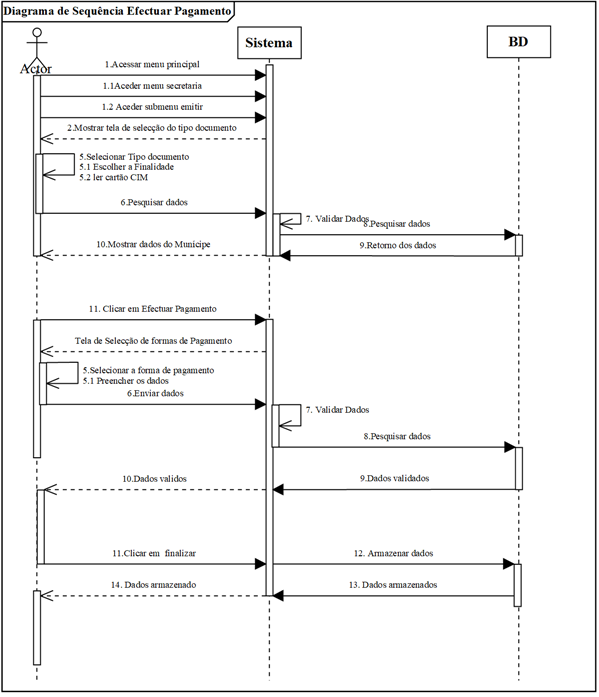 Diagrama de Sequência Efectuar Pagamento
Sistema
BD
Actor
1.Acessar menu principal
1.1Aceder menu secretaria
1.2 Aceder submenu emitir
2.Mostrar tela de selecção do tipo documento
5.Selecionar Tipo documento
5.1 Escolher a Finalidade
5.2 ler cartão CIM
6.Pesquisar dados
7. Validar Dados
8.Pesquisar dados
10.Mostrar dados do Municipe
9.Retorno dos dados
11. Clicar em Efectuar Pagamento
Tela de Selecção de formas de Pagamento
5.Selecionar a forma de pagamento
5.1 Preencher os dados
6.Enviar dados
7. Validar Dados
8.Pesquisar dados
10.Dados validos
9.Dados validados
11.Clicar em finalizar
12. Armazenar dados
14. Dados armazenado
13. Dados armazenados